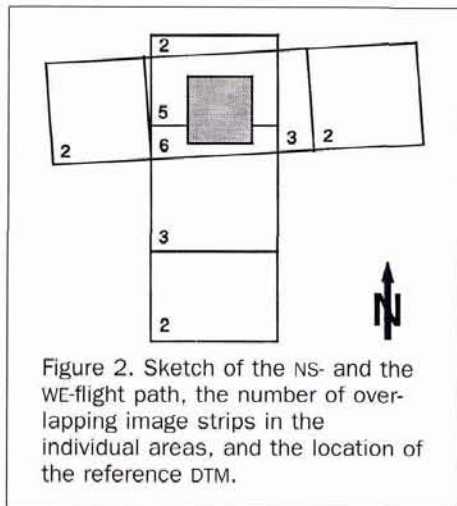 2
5
2
6
3
2
3
2
N
Figure 2. Sketch of the NS- and the
WE-flight path, the number of over-
lapping image strips in the
individual areas, and the location of
the reference DTM.